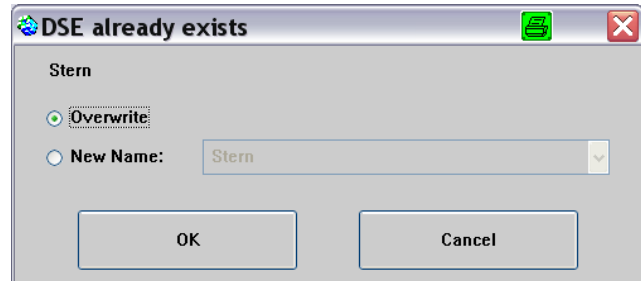 DSE already exists
Stern
Overwrite
New Name: Stern
OK Cancel